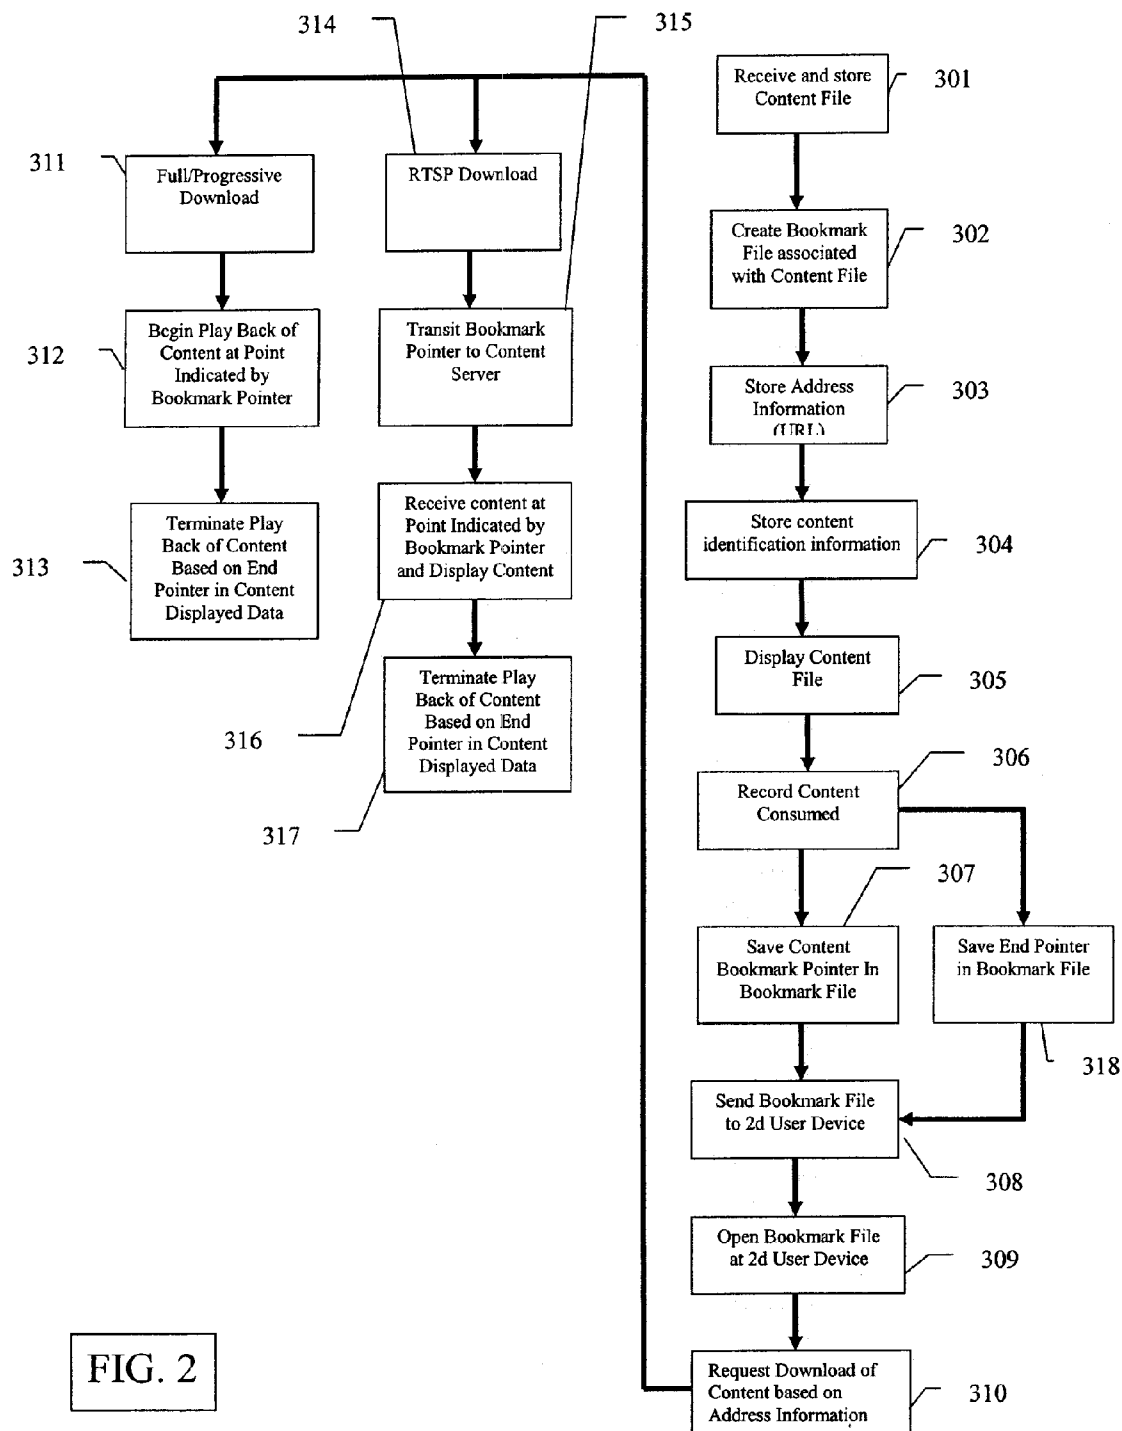 314
315
Receive and store
Content File
301
311
Full/Progressive
Download
RTSP Download
Create Bookmark
File associated
with Content File
302
312
Begin Play Back of
Content at Point
Indicated by
Bookmark Pointer
Transit Bookmark
Pointer to Content
Server
Store Address
Information
(URL)
303
313
Terminate Play
Back of Content
Based on End
Pointer in Content
Displayed Data
Receive content at
Point Indicated by
Bookmark Pointer
and Display Content
Store content
identification information
304
316
Terminate Play
Back of Content
Based on End
Pointer in Content
Displayed Data
317
Display Content
File
305
Record Content
Consumed
306
307
Save Content
Bookmark Pointer In
Bookmark File
Save End Pointer
in Bookmark File
318
Send Bookmark File
to 2d User Device
308
Open Bookmark File
at 2d User Device
309
Request Download of
Content based on
Address Information
310
FIG. 2